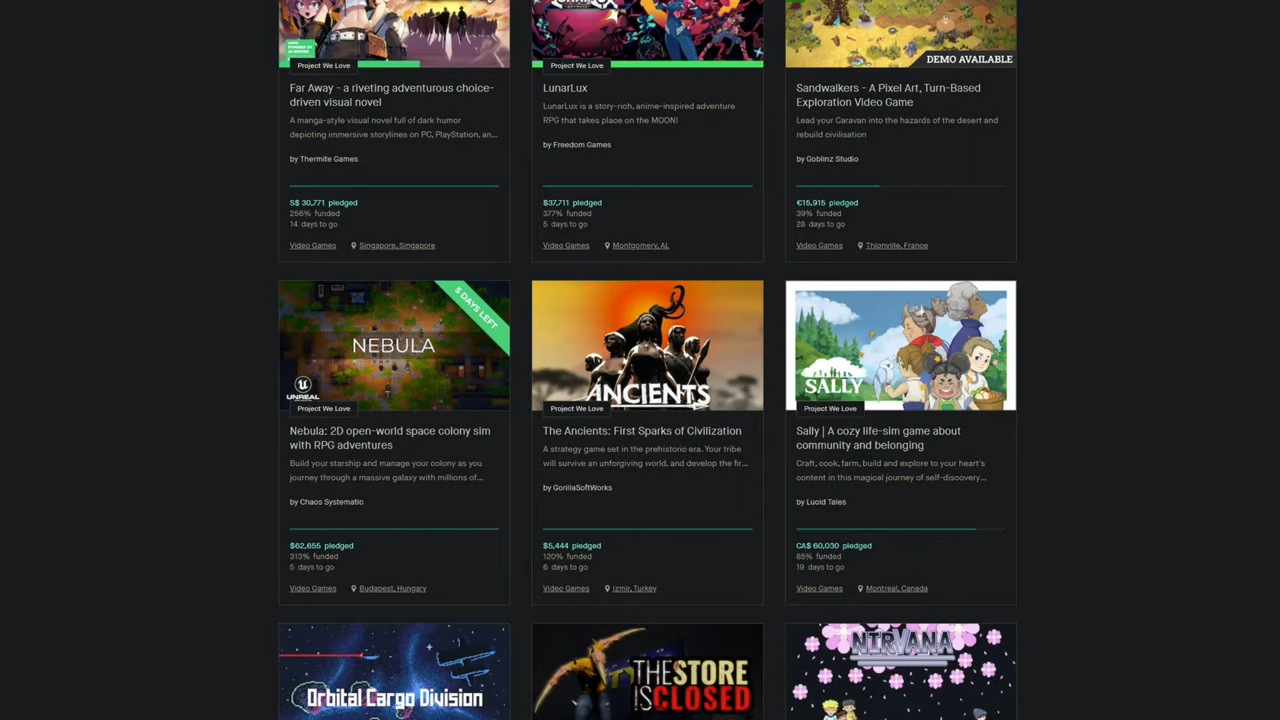 DEMO AVAILABLE
Project We Love
Far Away - a riveting adventurous choice-
driven visual novel
A manga-style visual novel full of dark humor
depicting immersive storylines on PC, PlayStation, an...
by Thermite Games
S$ 30,771 pledged
256% funded
14 days to go
Video Games
Singapore, Singapore
Project We Love
LunarLux
LunarLux is a story-rich, anime-inspired adventure
RPG that takes place on the MOON!
by Freedom Games
$37,711 pledged
377% funded
5 days to go
Video Games
Montgomery, AL
Sandwalkers - A Pixel Art, Turn-Based
Exploration Video Game
Lead your Caravan into the hazards of the desert and
rebuild civilisation
by Goblinz Studio
€15,915 pledged
39% funded
28 days to go
Video Games
Thionville, France
5 DAYS LEFT
NEBULA
UNREAL
Project We Love
Nebula: 2D open-world space colony sim
with RPG adventures
Build your starship and manage your colony as you
journey through a massive galaxy with millions of...
by Chaos Systematic
$62,655 pledged
313% funded
5 days to go
Video Games
Budapest, Hungary
ANCIENTS
Project We Love
The Ancients: First Sparks of Civilization
A strategy game set in the prehistoric era. Your tribe
will survive an unforgiving world, and develop the fir...
by GorillaSoftWorks
$5,444 pledged
120% funded
6 days to go
Video Games
Izmir, Turkey
SALLY
Project We Love
Sally | A cozy life-sim game about
community and belonging
Craft, cook, farm, build and explore to your heart's
content in this magical journey of self-discovery...
by Lucid Tales
CA$ 60,030 pledged
85% funded
19 days to go
Video Games
Montreal, Canada
Orbital Cargo Division
THE STORE
IS CLOSED
NIRVANA